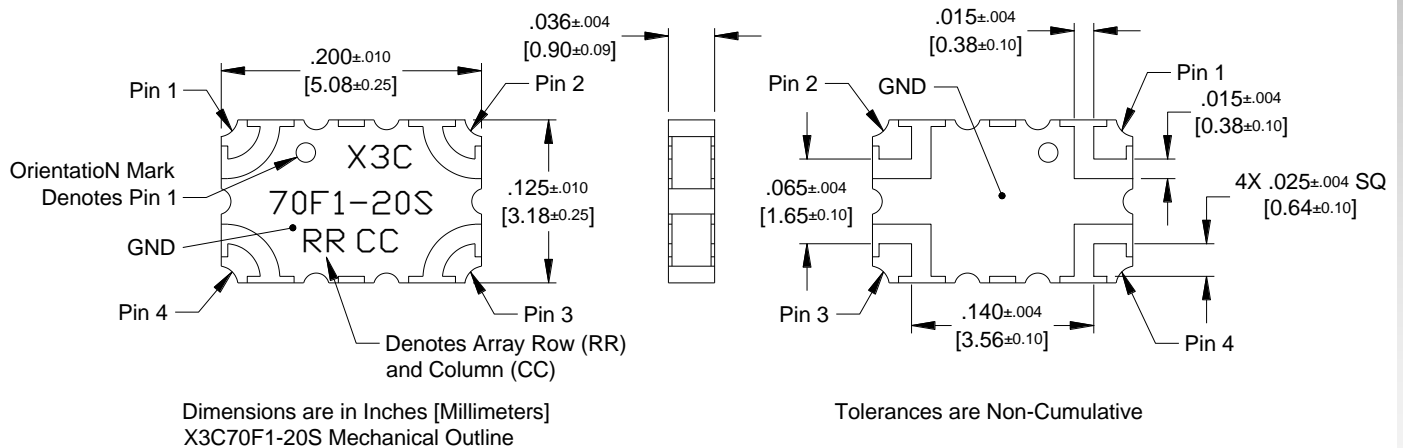 .200±.010
[5.08±0.25]
Pin 1
Pin 2
OrientatioN Mark
Denotes Pin 1
X3C
70F1-20S
RR CC
GND
.125±.010
[3.18±0.25]
Pin 4
Pin 3
Denotes Array Row (RR)
and Column (CC)
.036±.004
[0.90±0.09]
.015±.004
[0.38±0.10]
Pin 2
GND
Pin 1
.015±.004
[0.38±0.10]
.065±.004
[1.65±0.10]
4X .025±.004 SQ
[0.64±0.10]
Pin 3
.140±.004
[3.56±0.10]
Pin 4
Dimensions are in Inches [Millimeters]
X3C70F1-20S Mechanical Outline
Tolerances are Non-Cumulative